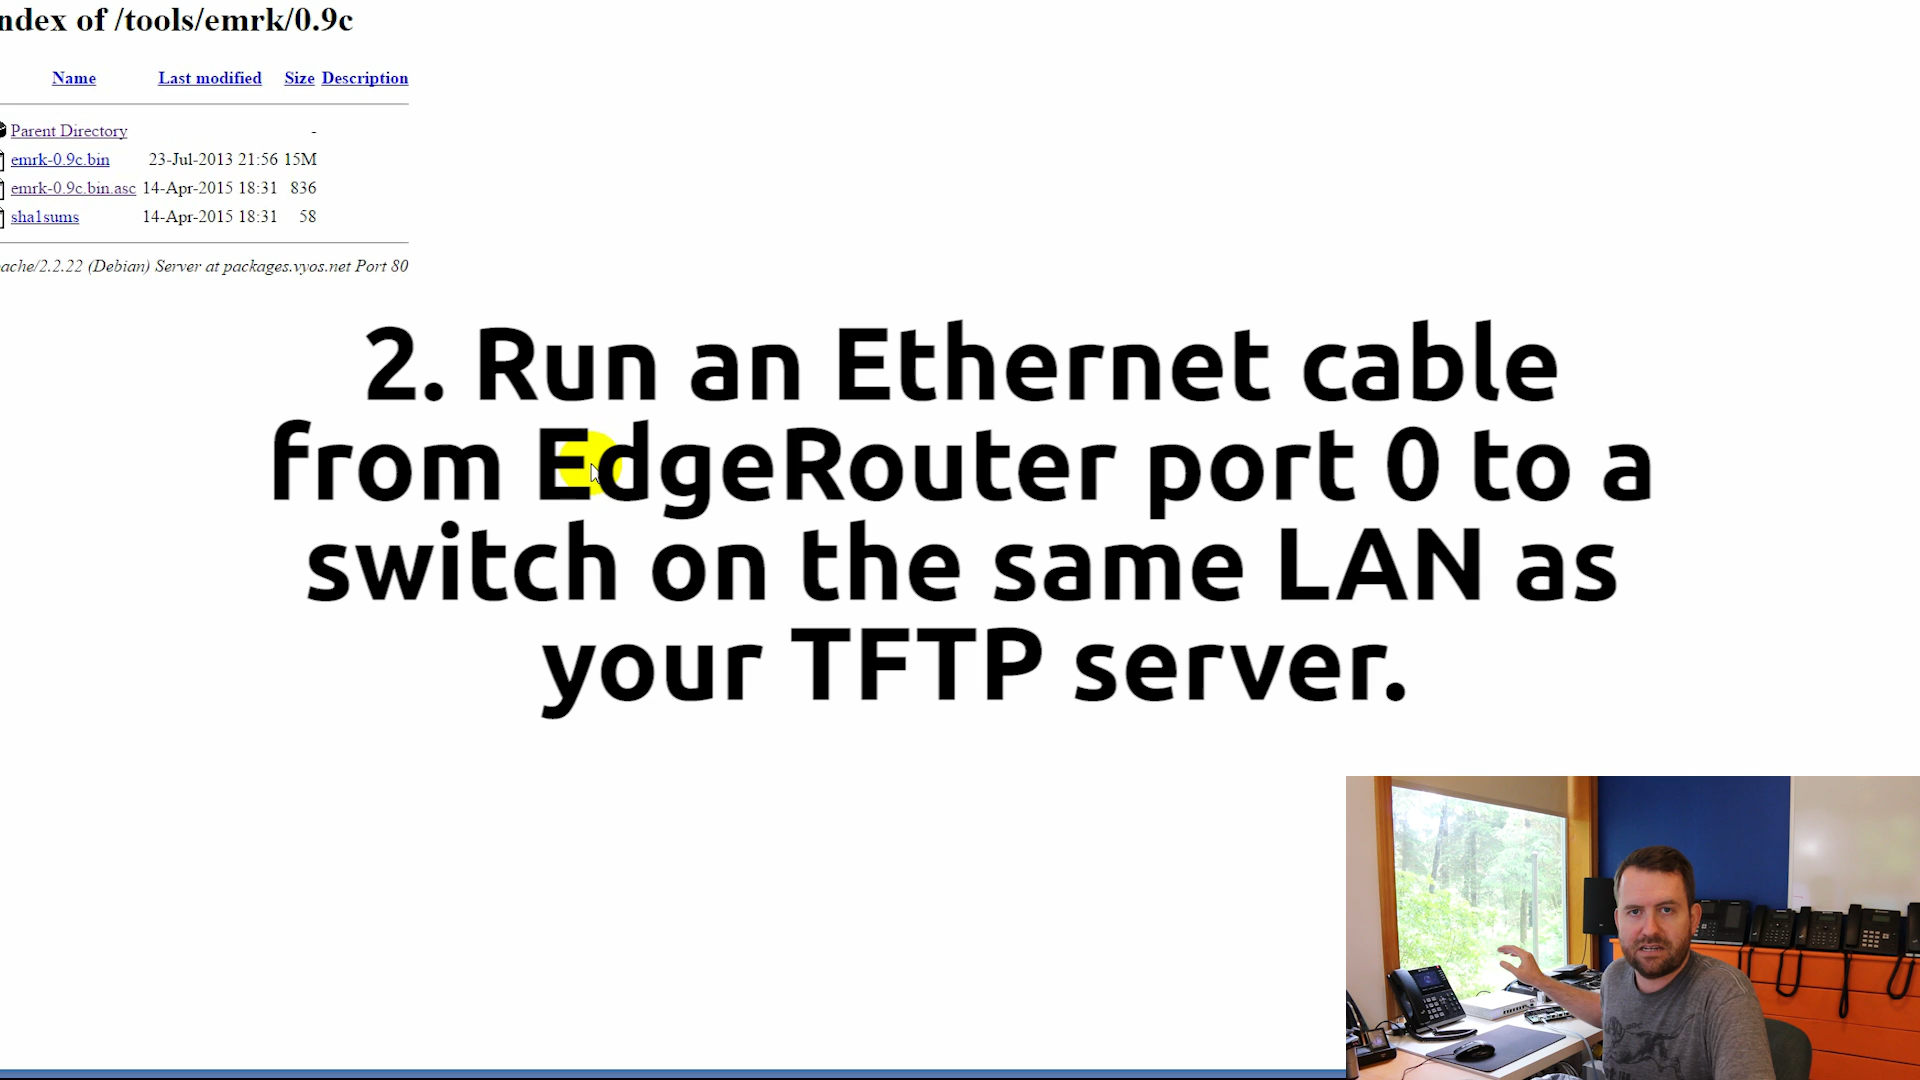 ndex of /tools/emrk/0.9c
Name Last modified Size Description
Parent Directory -
emrk-0.9c.bin 23-Jul-2013 21:56 15M
emrk-0.9c.bin.asc 14-Apr-2015 18:31 836
sha1sums 14-Apr-2015 18:31 58
ache/2.2.22 (Debian) Server at packages.vyos.net Port 80
2. Run an Ethernet cable
from EdgeRouter port 0 to a
switch on the same LAN as
your TFTP server.